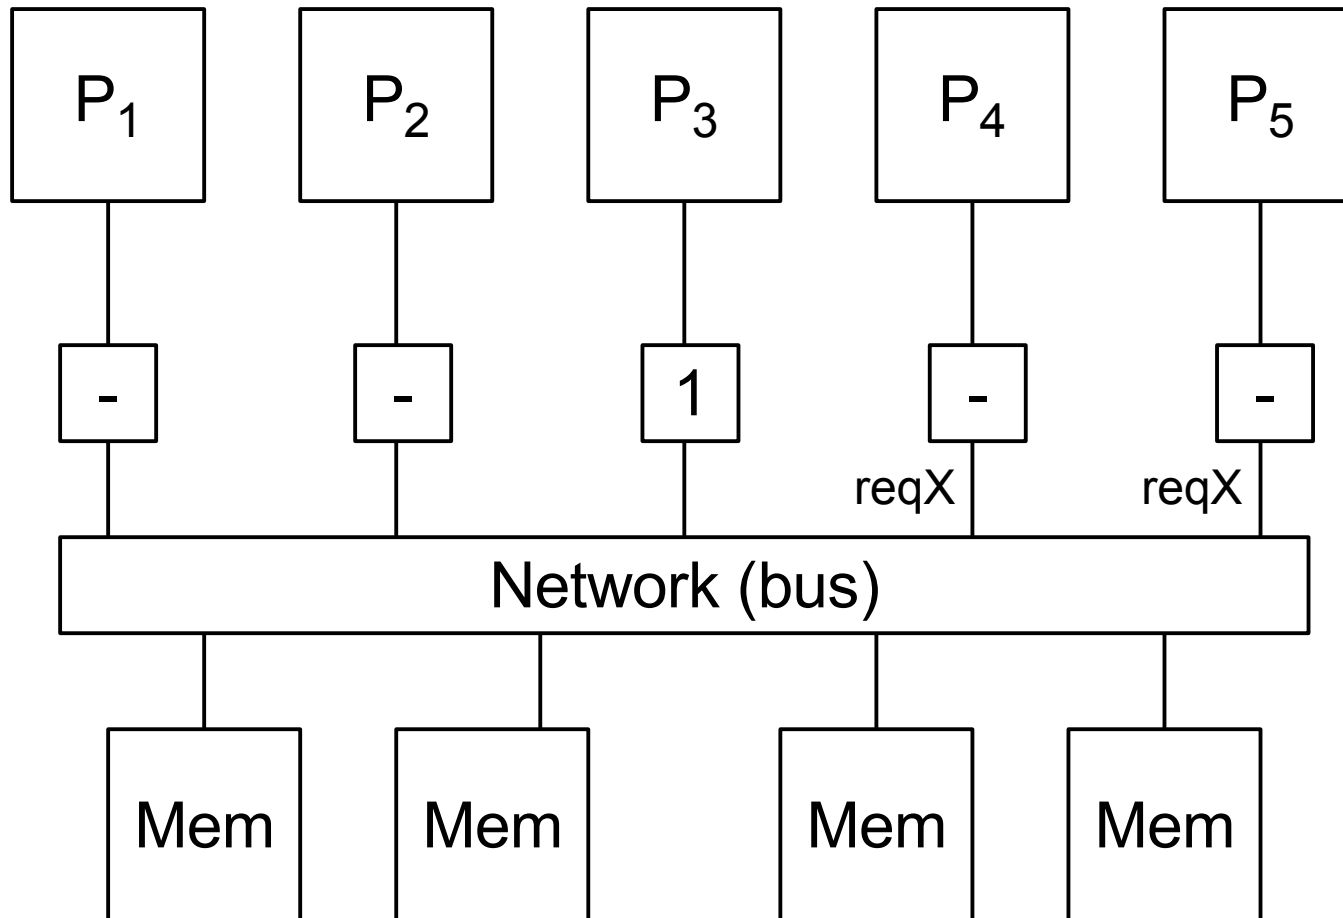 P₁ P₂ P₃ P₄ P₅
- - 1 - -
reqX reqX
Network (bus)
Mem Mem Mem Mem